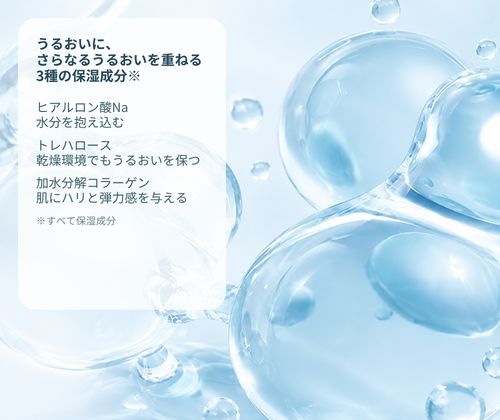 うるおいに、
さらなるうるおいを重ねる
3種の保湿成分※
ヒアルロン酸Na
水分を抱え込む
トレハロース
乾燥環境でもうるおいを保つ
加水分解コラーゲン
肌にハリと弾力感を与える
※すべて保湿成分